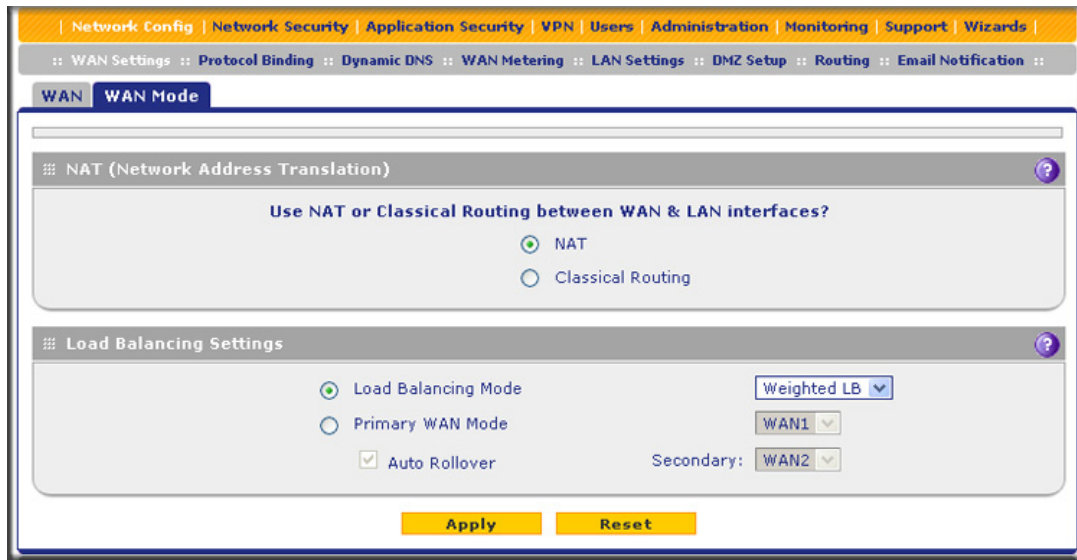 | Network Config | Network Security | Application Security | VPN | Users | Administration | Monitoring | Support | Wizards |
:: WAN Settings :: Protocol Binding :: Dynamic DNS :: WAN Metering :: LAN Settings :: DMZ Setup :: Routing :: Email Notification ::
WAN WAN Mode
NAT (Network Address Translation) ?
Use NAT or Classical Routing between WAN & LAN interfaces?
NAT
Classical Routing
Load Balancing Settings ?
Load Balancing Mode Weighted LB
Primary WAN Mode WAN1
Auto Rollover Secondary: WAN2
Apply Reset